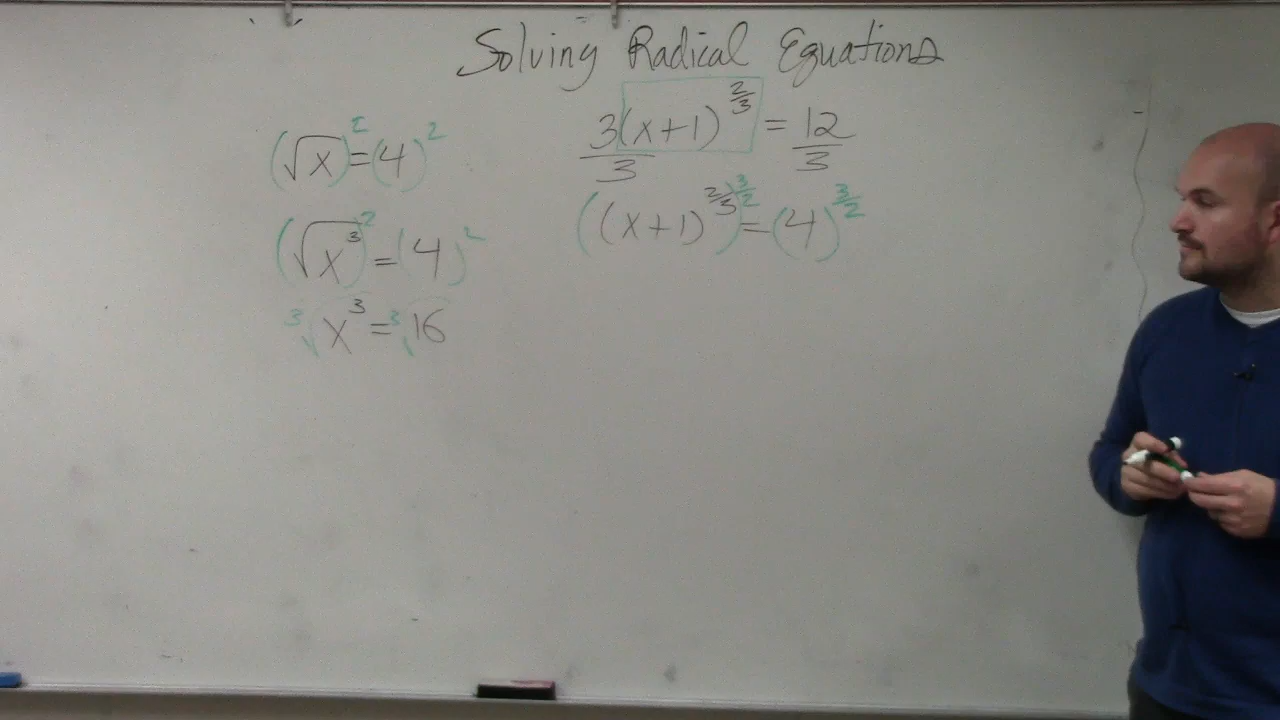 Solving Radical Equations
(√x)² = (4)²
(√x³)² = (4)²
³√x³ = ³√16
3(x+1)^(2/3) = 12
3 3
((x+1)^(2/3))^(3/2) = (4)^(3/2)